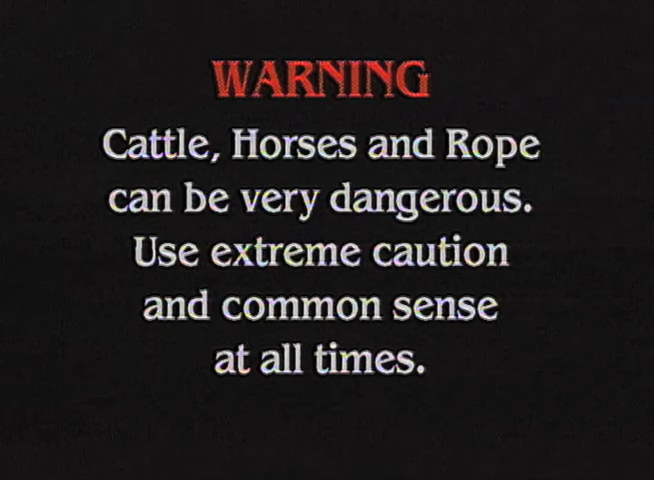 WARNING
Cattle, Horses and Rope
can be very dangerous.
Use extreme caution
and common sense
at all times.